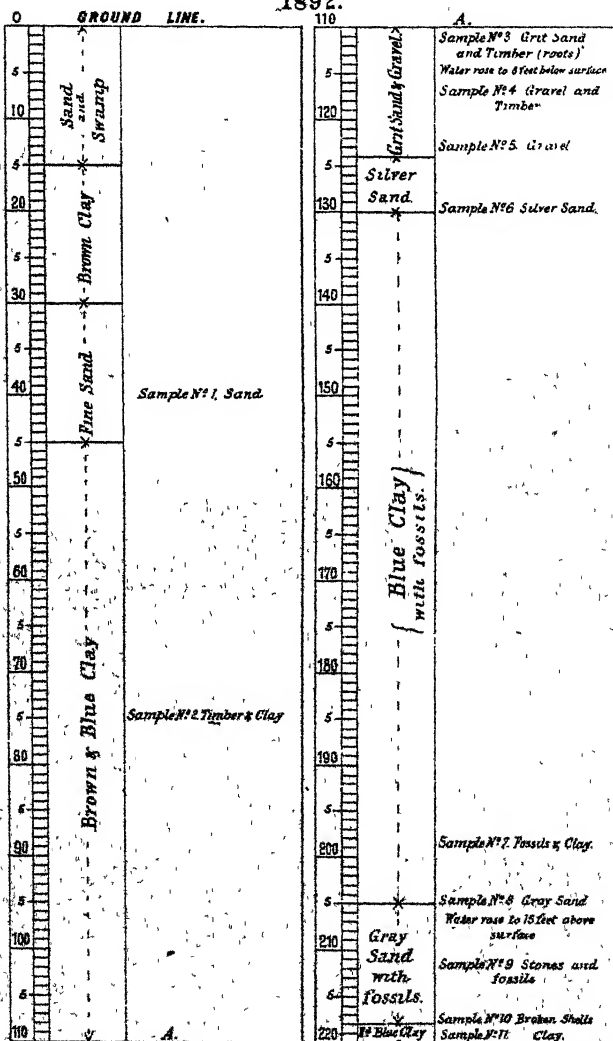 1892.
0 GROUND LINE.
5
10
5
20
5
30
5
40
5
50
5
60
5
70
5
80
5
90
5
100
5
110
Sand
and
Swamp
Brown Clay
Fine Sand
Brown & Blue Clay
Sample Nº 1, Sand
Sample Nº 2. Timber & Clay
A.
110 A.
5
120
5
130
5
140
5
150
5
160
5
170
5
180
5
190
5
200
5
210
5
220
Grit Sand & Gravel
Silver
Sand.
Blue Clay
with fossils.
Gray
Sand
with
fossils.
Blue Clay
Sample Nº 3 Grit Sand
and Timber (roots)
Water rose to 8 feet below surface
Sample Nº 4 Gravel and
Timber
Sample Nº 5. Gravel
Sample Nº 6 Silver Sand.
Sample Nº 7. Fossils & Clay.
Sample Nº 8 Gray Sand
Water rose to 15 feet above
surface
Sample Nº 9 Stones and
fossils
Sample Nº 10 Broken Shells
Sample Nº 11 Clay.